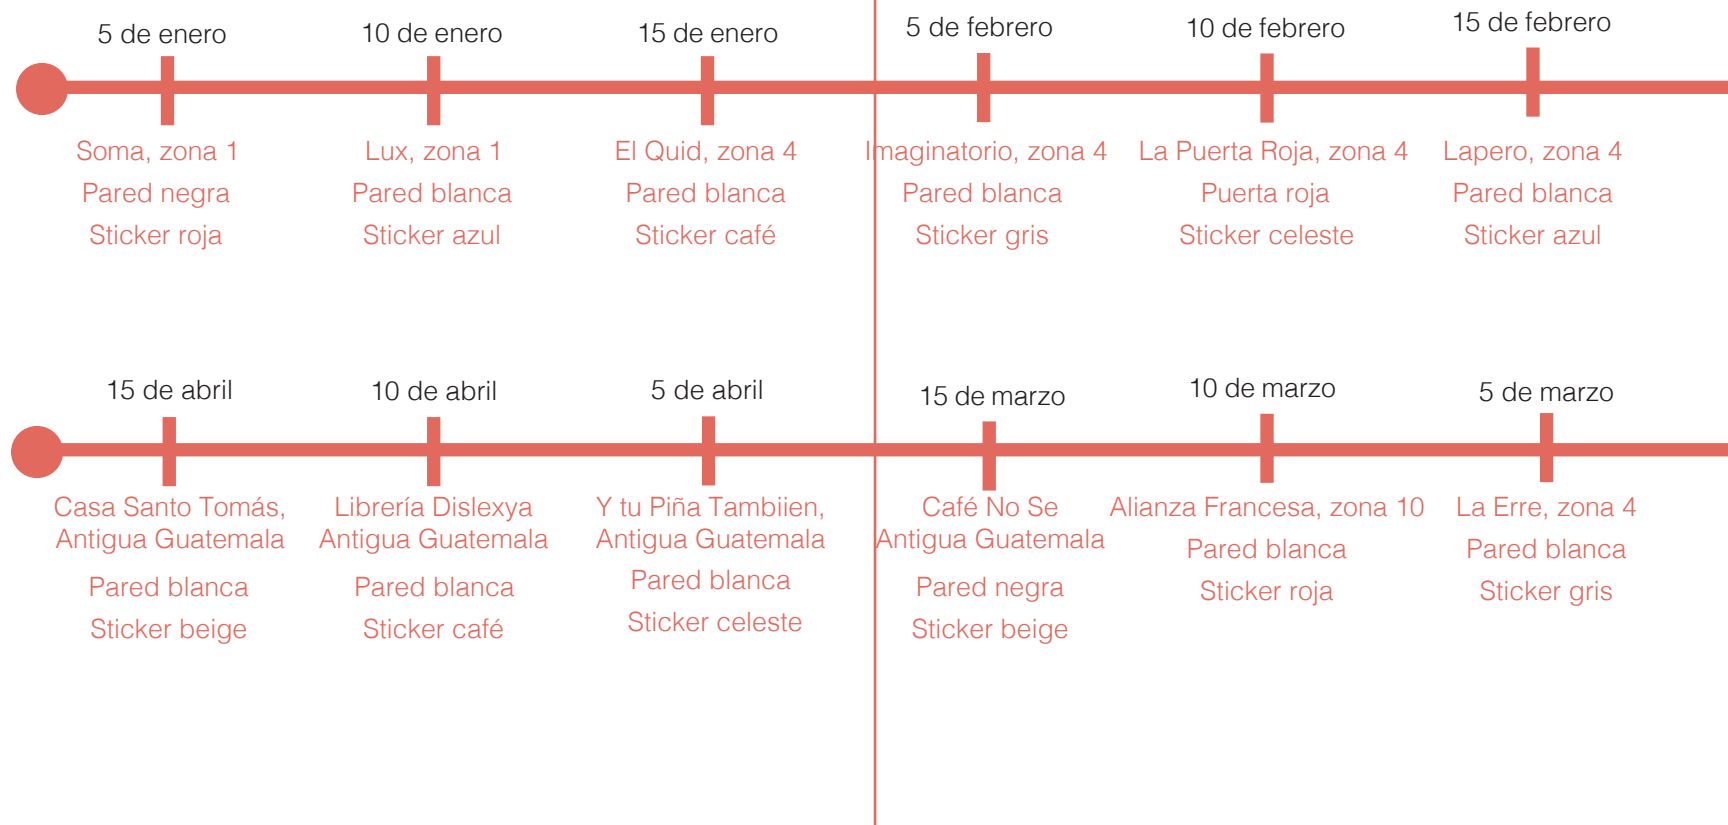 5 de enero
Soma, zona 1
Pared negra
Sticker roja
10 de enero
Lux, zona 1
Pared blanca
Sticker azul
15 de enero
El Quid, zona 4
Pared blanca
Sticker café
5 de febrero
Imaginatorio, zona 4
Pared blanca
Sticker gris
10 de febrero
La Puerta Roja, zona 4
Puerta roja
Sticker celeste
15 de febrero
Lapero, zona 4
Pared blanca
Sticker azul
15 de abril
Casa Santo Tomás,
Antigua Guatemala
Pared blanca
Sticker beige
10 de abril
Librería Dislexya
Antigua Guatemala
Pared blanca
Sticker café
5 de abril
Y tu Piña Tambiien,
Antigua Guatemala
Pared blanca
Sticker celeste
15 de marzo
Café No Se
Antigua Guatemala
Pared negra
Sticker beige
10 de marzo
Alianza Francesa, zona 10
Pared blanca
Sticker roja
5 de marzo
La Erre, zona 4
Pared blanca
Sticker gris